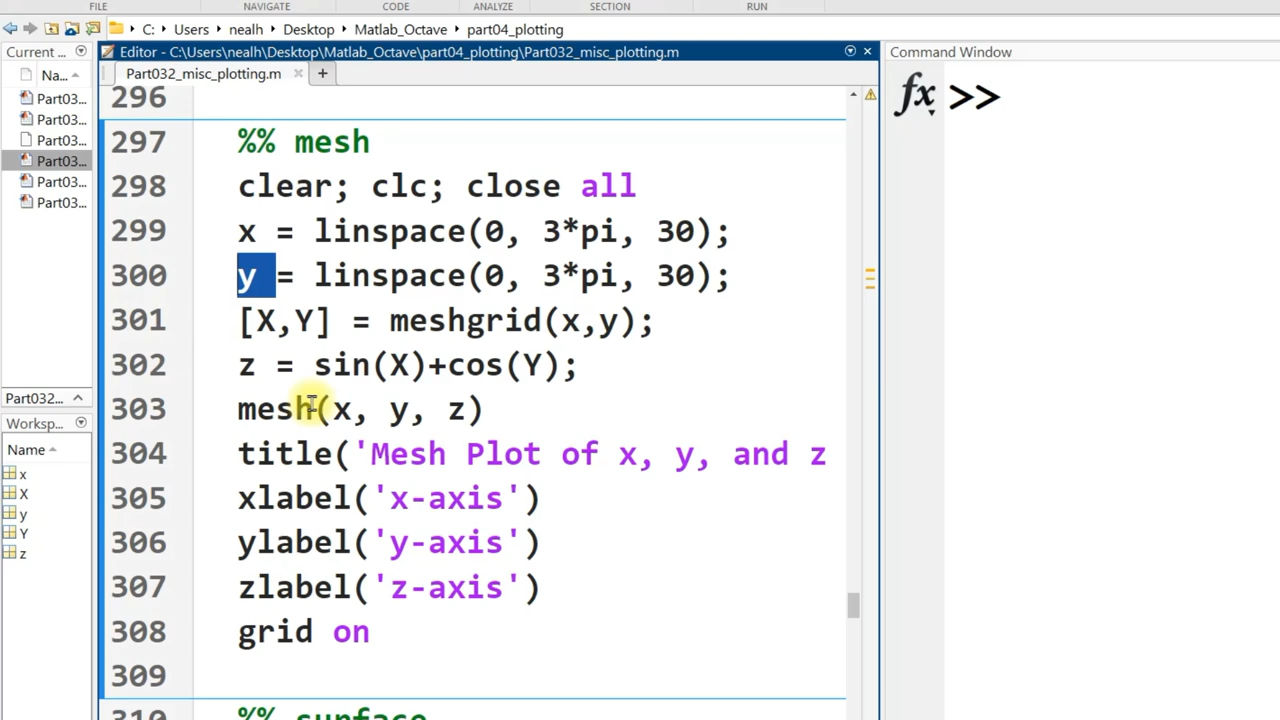 FILE NAVIGATE CODE ANALYZE SECTION RUN
C: Users nealh Desktop Matlab_Octave part04_plotting
Current ...
Editor - C:\Users\nealh\Desktop\Matlab_Octave\part04_plotting\Part032_misc_plotting.m
Command Window
Na...
Part032_misc_plotting.m
+
Part03...
Part03...
Part03...
Part03...
Part03...
Part03...
fx >>
296
297 %% mesh
298 clear; clc; close all
299 x = linspace(0, 3*pi, 30);
300 y = linspace(0, 3*pi, 30);
301 [X,Y] = meshgrid(x,y);
302 z = sin(X)+cos(Y);
303 mesh(x, y, z)
304 title('Mesh Plot of x, y, and z
305 xlabel('x-axis')
306 ylabel('y-axis')
307 zlabel('z-axis')
308 grid on
309
310 %% surface
Part032...
Worksp...
Name
x
X
y
Y
z